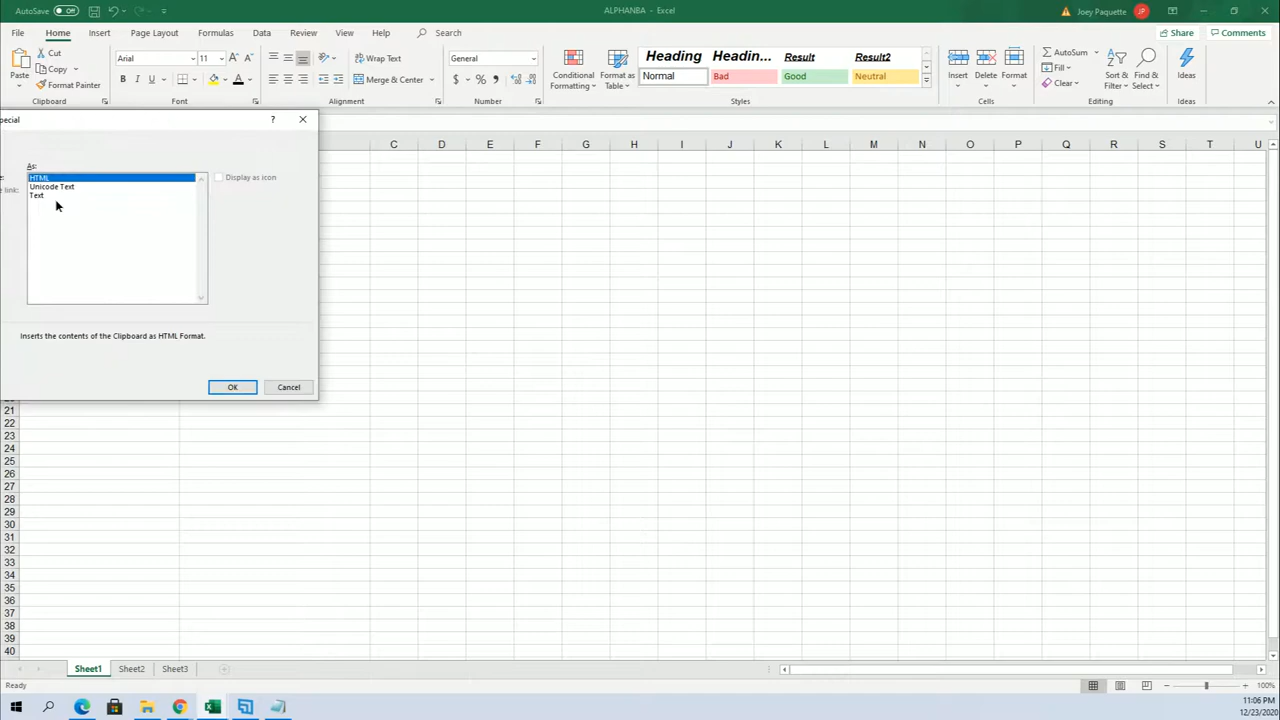 AutoSave Off
ALPHANBA - Excel
Joey Paquette JP
File Home Insert Page Layout Formulas Data Review View Help Search
Share Comments
Paste
Cut
Copy
Format Painter
Clipboard
Arial 11
B I U
Font
Wrap Text
Merge & Center
Alignment
General
$ % ,
Number
Conditional Formatting
Format as Table
Heading Headin... Result Result2
Normal Bad Good Neutral
Styles
Insert Delete Format
Cells
AutoSum
Fill
Clear
Sort & Filter
Find & Select
Editing
Ideas
Ideas
pecial ?
As:
HTML
Unicode Text
Text
link:
Display as icon
Inserts the contents of the Clipboard as HTML Format.
OK Cancel
C D E F G H I J K L M N O P Q R S T U
21
22
23
24
25
26
27
28
29
30
31
32
33
34
35
36
37
38
39
40
Sheet1 Sheet2 Sheet3
Ready
100%
11:06 PM
12/23/2020